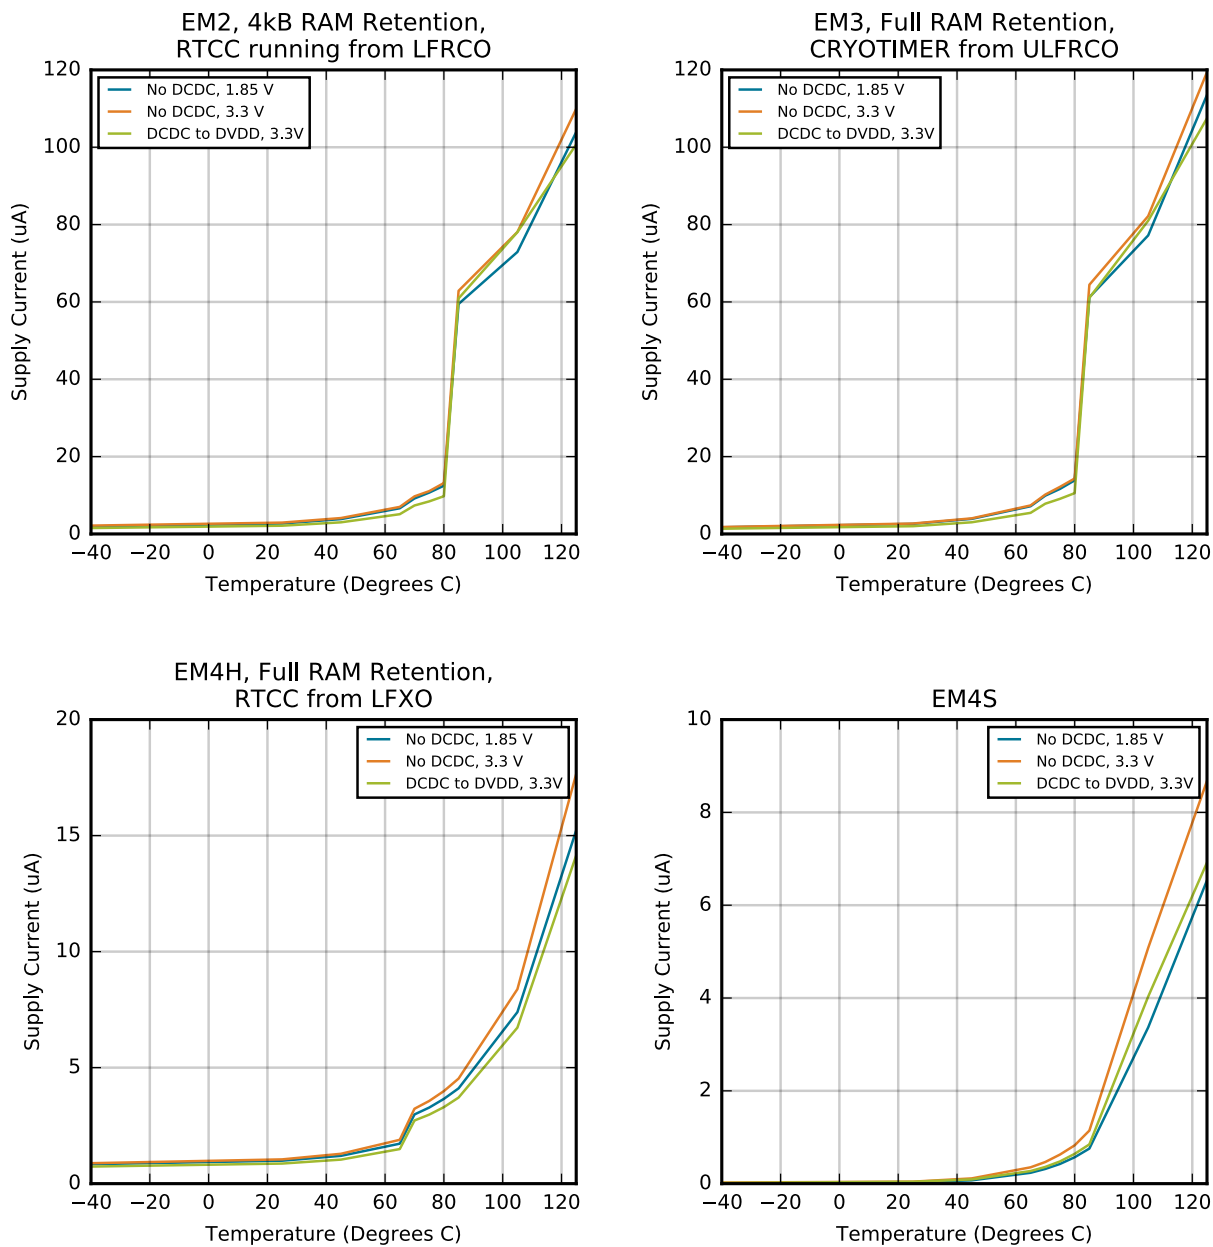 EM2, 4kB RAM Retention,
RTCC running from LFRCO
120
100
80
60
40
20
0
Supply Current (uA)
No DCDC, 1.85 V
No DCDC, 3.3 V
DCDC to DVDD, 3.3V
−40 −20 0 20 40 60 80 100 120
Temperature (Degrees C)
EM3, Full RAM Retention,
CRYOTIMER from ULFRCO
120
100
80
60
40
20
0
Supply Current (uA)
No DCDC, 1.85 V
No DCDC, 3.3 V
DCDC to DVDD, 3.3V
−40 −20 0 20 40 60 80 100 120
Temperature (Degrees C)
EM4H, Full RAM Retention,
RTCC from LFXO
20
15
10
5
0
Supply Current (uA)
No DCDC, 1.85 V
No DCDC, 3.3 V
DCDC to DVDD, 3.3V
−40 −20 0 20 40 60 80 100 120
Temperature (Degrees C)
EM4S
10
8
6
4
2
0
Supply Current (uA)
No DCDC, 1.85 V
No DCDC, 3.3 V
DCDC to DVDD, 3.3V
−40 −20 0 20 40 60 80 100 120
Temperature (Degrees C)